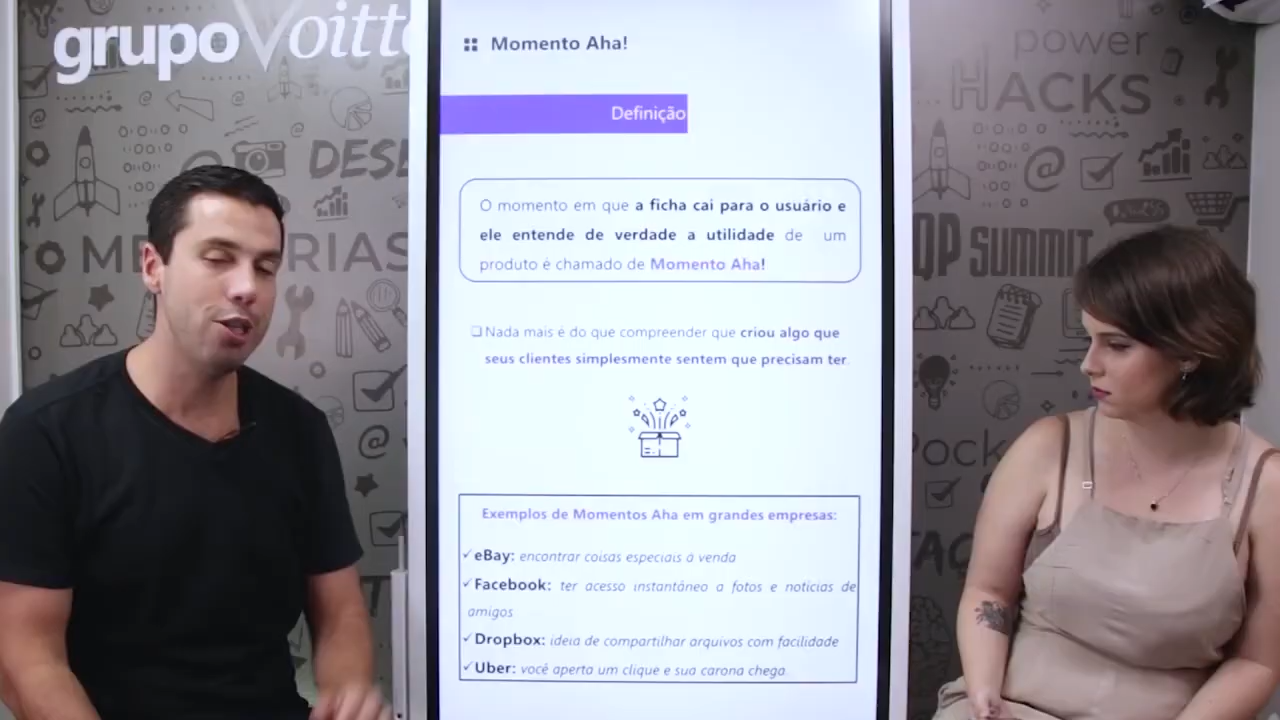 grupo Voitto
power
HACKS
Momento Aha!
Definição
O momento em que a ficha cai para o usuário e
ele entende de verdade a utilidade de um
produto é chamado de Momento Aha!
Nada mais é do que compreender que criou algo que
seus clientes simplesmente sentem que precisam ter.
Exemplos de Momentos Aha em grandes empresas:
eBay: encontrar coisas especiais à venda
Facebook: ter acesso instantâneo a fotos e notícias de
amigos
Dropbox: ideia de compartilhar arquivos com facilidade
Uber: você aperta um clique e sua carona chega.
SUMMIT